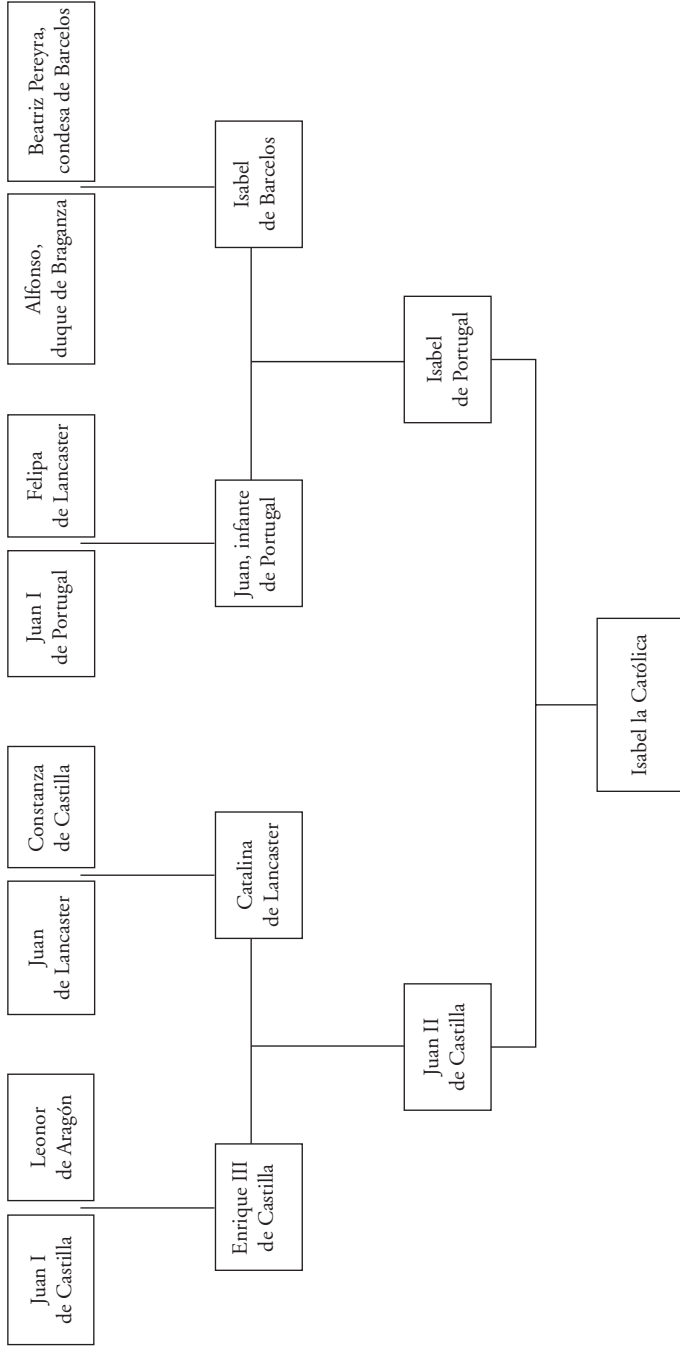 Juan I
de Castilla
Leonor
de Aragón
Juan
de Lancaster
Constanza
de Castilla
Juan I
de Portugal
Felipa
de Lancaster
Alfonso,
duque de Braganza
Beatriz Pereyra,
condesa de Barcelos
Enrique III
de Castilla
Catalina
de Lancaster
Juan, infante
de Portugal
Isabel
de Barcelos
Juan II
de Castilla
Isabel
de Portugal
Isabel la Católica